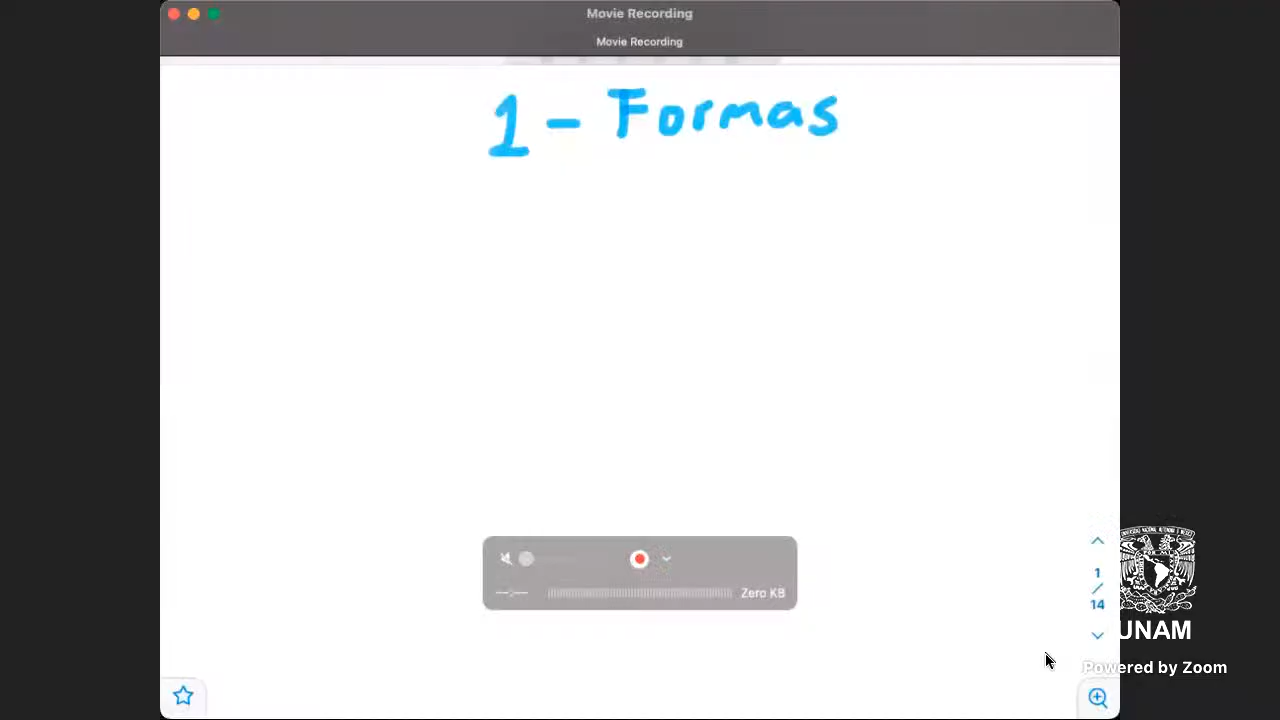 Movie Recording
Movie Recording
1 - Formas
--:--
Zero KB
1
/
14
UNAM
Powered by Zoom